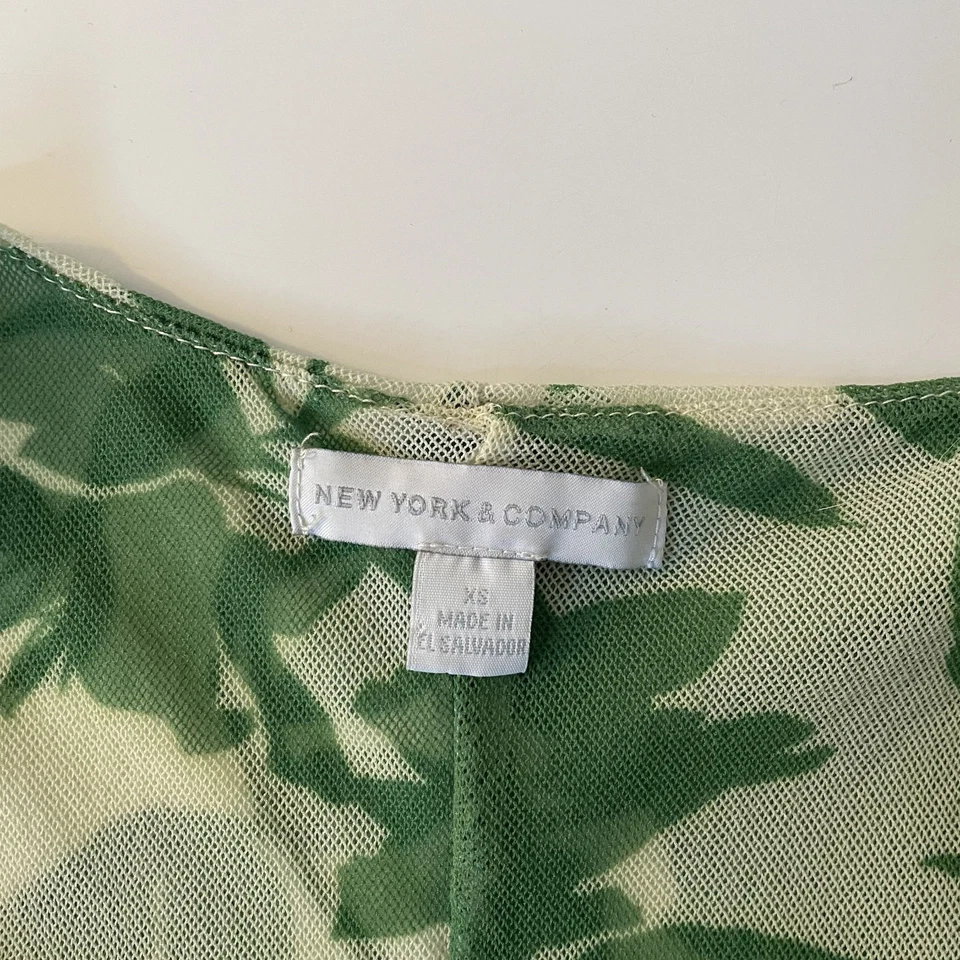 NEW YORK & COMPANY
XS
MADE IN
EL SALVADOR